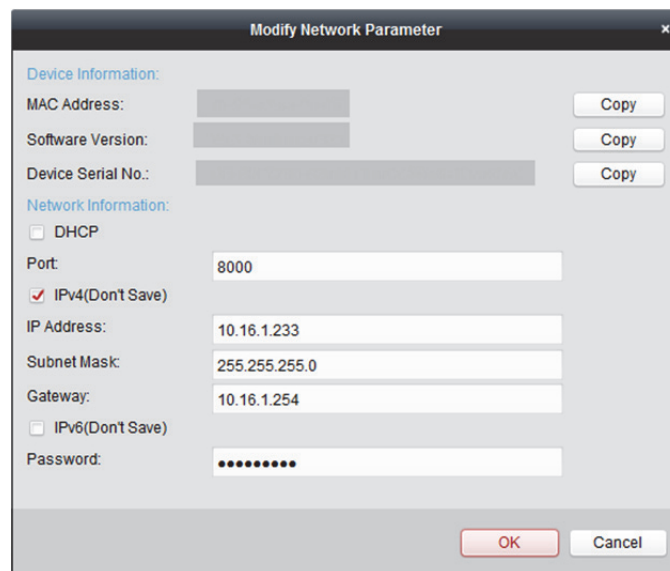 Modify Network Parameter ×
Device Information:
MAC Address: Copy
Software Version: Copy
Device Serial No.: Copy
Network Information:
DHCP
Port: 8000
IPv4(Don't Save)
IP Address: 10.16.1.233
Subnet Mask: 255.255.255.0
Gateway: 10.16.1.254
IPv6(Don't Save)
Password: •••••••••
OK Cancel